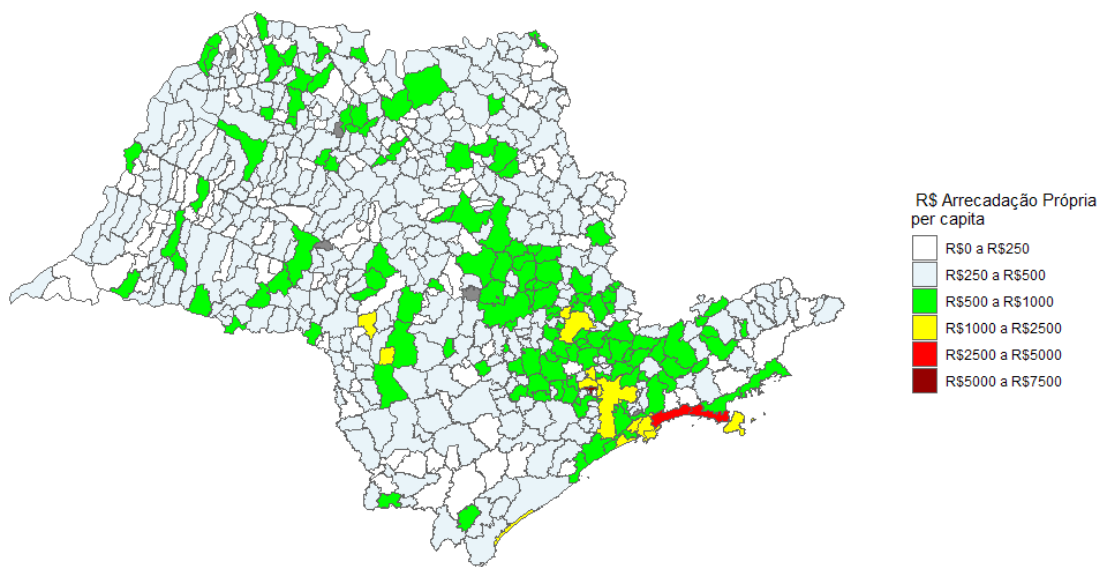 R$ Arrecadação Própria
per capita
R$0 a R$250
R$250 a R$500
R$500 a R$1000
R$1000 a R$2500
R$2500 a R$5000
R$5000 a R$7500